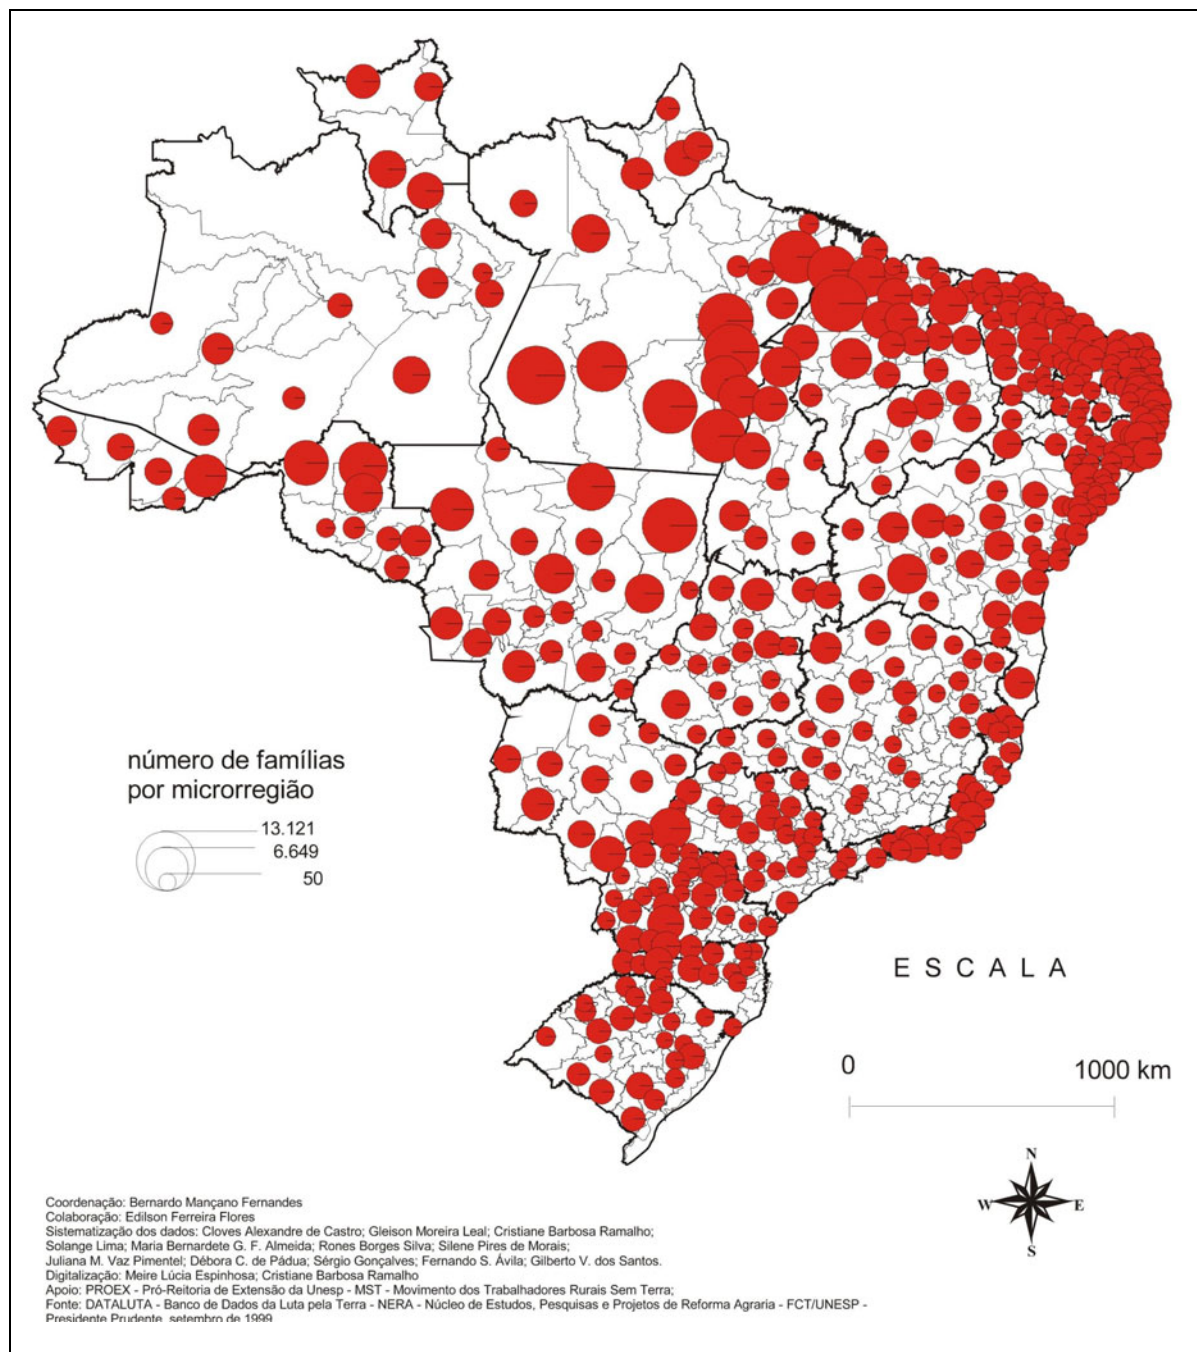 número de famílias
por microrregião
13.121
6.649
50
E S C A L A
0
1000 km
N
W
E
S
Coordenação: Bernardo Mançano Fernandes
Colaboração: Edilson Ferreira Flores
Sistematização dos dados: Cloves Alexandre de Castro; Gleison Moreira Leal; Cristiane Barbosa Ramalho;
Solange Lima; Maria Bernardete G. F. Almeida; Rones Borges Silva; Silene Pires de Morais;
Juliana M. Vaz Pimentel; Débora C. de Pádua; Sérgio Gonçalves; Fernando S. Ávila; Gilberto V. dos Santos.
Digitalização: Meire Lúcia Espinhosa; Cristiane Barbosa Ramalho
Apoio: PROEX - Pró-Reitoria de Extensão da Unesp - MST - Movimento dos Trabalhadores Rurais Sem Terra;
Fonte: DATALUTA - Banco de Dados da Luta pela Terra - NERA - Núcleo de Estudos, Pesquisas e Projetos de Reforma Agraria - FCT/UNESP -
Presidente Prudente, setembro de 1999